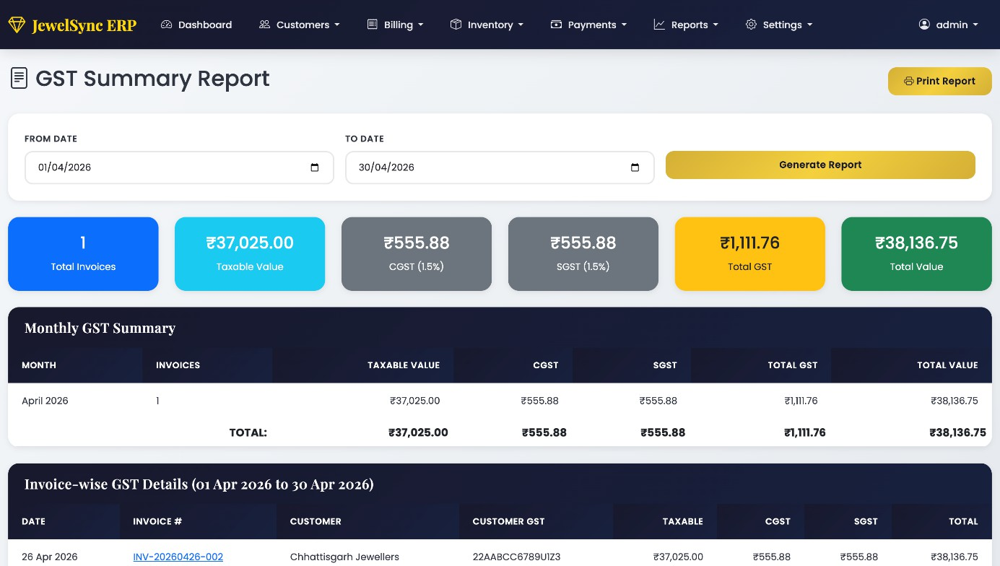 JewelSync ERP Dashboard Customers Billing Inventory Payments Reports Settings admin
GST Summary Report
Print Report
FROM DATE TO DATE
01/04/2026 30/04/2026 Generate Report
1 ₹37,025.00 ₹555.88 ₹555.88 ₹1,111.76 ₹38,136.75
Total Invoices Taxable Value CGST (1.5%) SGST (1.5%) Total GST Total Value
Monthly GST Summary
MONTH INVOICES TAXABLE VALUE CGST SGST TOTAL GST TOTAL VALUE
April 2026 1 ₹37,025.00 ₹555.88 ₹555.88 ₹1,111.76 ₹38,136.75
TOTAL: ₹37,025.00 ₹555.88 ₹555.88 ₹1,111.76 ₹38,136.75
Invoice-wise GST Details (01 Apr 2026 to 30 Apr 2026)
DATE INVOICE # CUSTOMER CUSTOMER GST TAXABLE CGST SGST TOTAL
26 Apr 2026 INV-20260426-002 Chhattisgarh Jewellers 22AABCC6789U1Z3 ₹37,025.00 ₹555.88 ₹555.88 ₹38,136.75